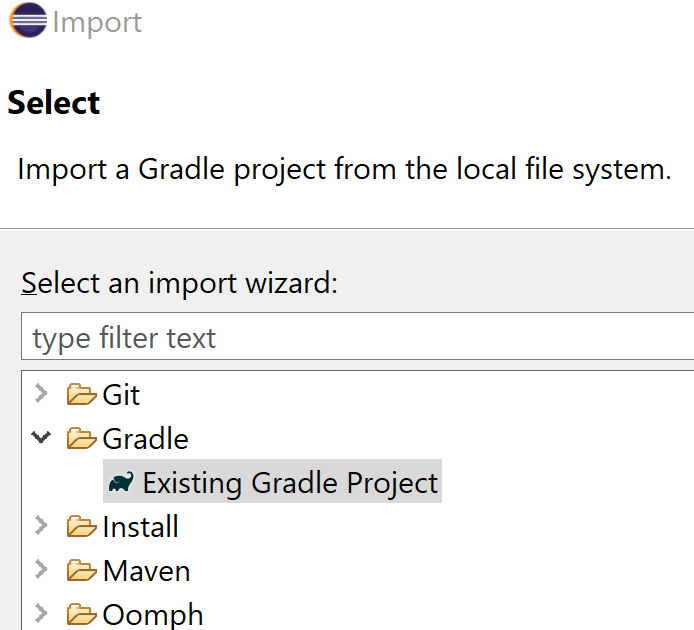 Import
Select
Import a Gradle project from the local file system.
Select an import wizard:
type filter text
Git
Gradle
Existing Gradle Project
Install
Maven
Oomph